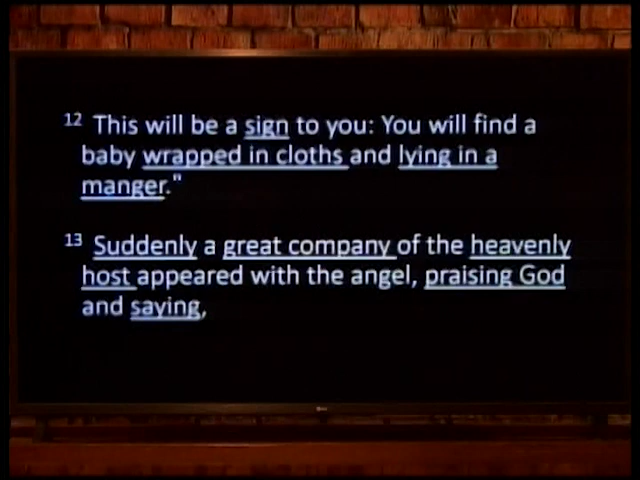 12 This will be a sign to you: You will find a
baby wrapped in cloths and lying in a
manger."
13 Suddenly a great company of the heavenly
host appeared with the angel, praising God
and saying,